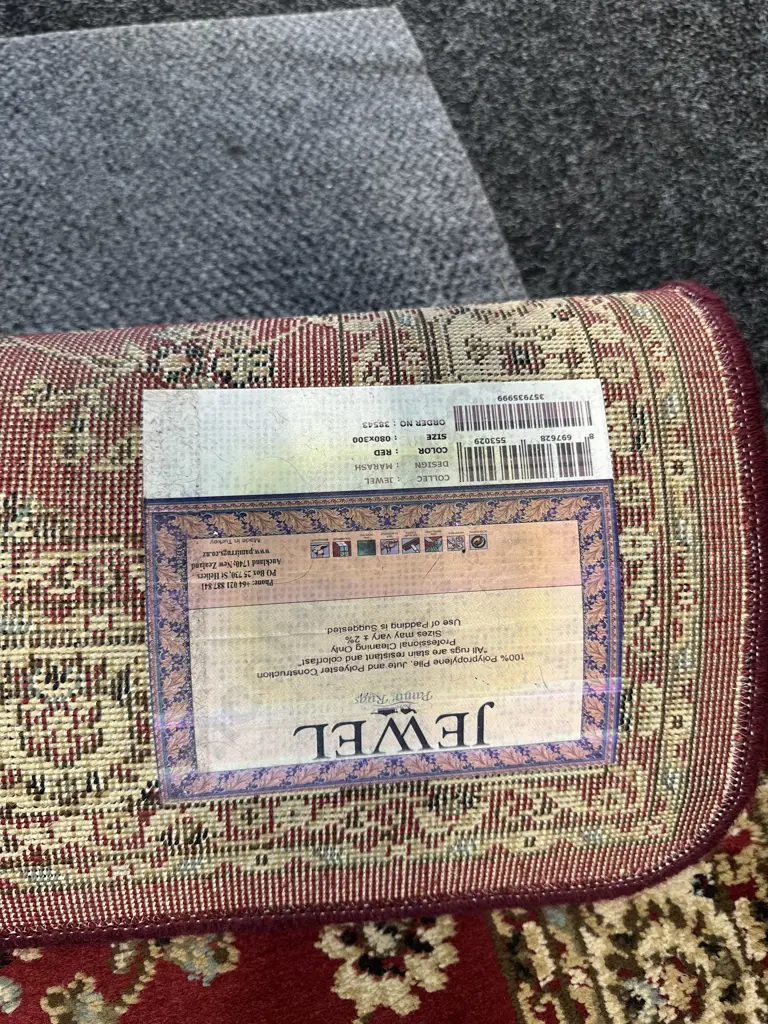 JEWEL
Panır Rugs
100% Polypropylene Pile, Jute and Polyester Construction
"All rugs are stain resistant and colorfast"
Professional Cleaning Only
Sizes may vary ± 2%
Use of Padding is Suggested
Phone: +64 021 887 841
PO Box 25 730, St Heliers
Auckland 1740, New Zealand
www.panirrugs.co.nz
Made in Turkey
COLLEC : JEWEL
DESIGN : MARASH
COLOR : RED
SIZE : 080x300
ORDER NO : 38543
8 697628 553029
357935999